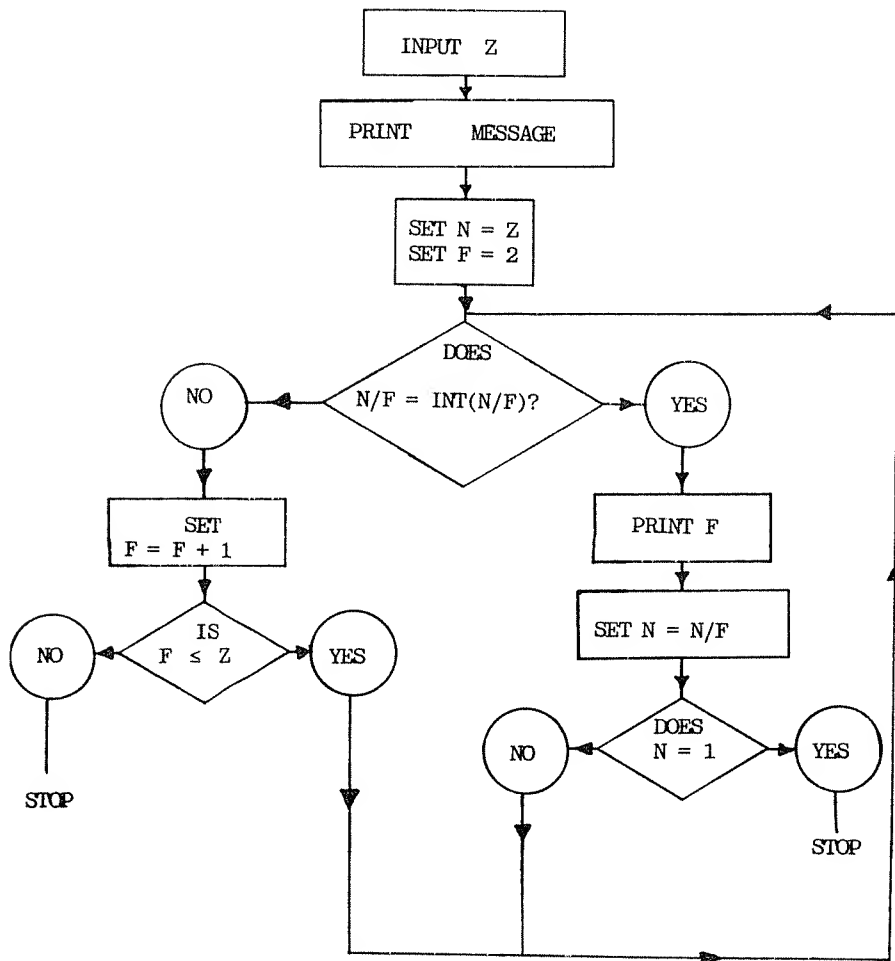 INPUT Z
PRINT MESSAGE
SET N = Z
SET F = 2
DOES
N/F = INT(N/F)?
NO
YES
SET
F = F + 1
PRINT F
IS
F ≤ Z
NO
YES
SET N = N/F
DOES
N = 1
NO
YES
STOP
STOP